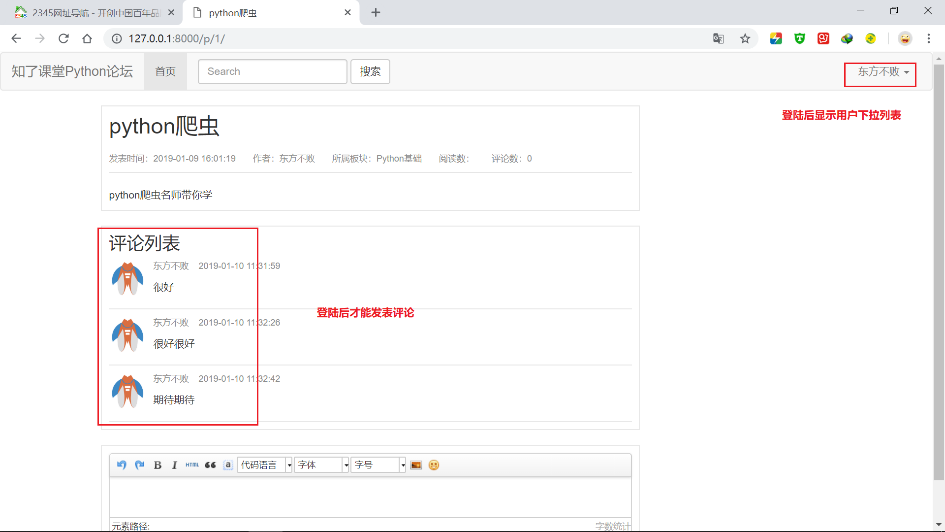 2345网址导航 - 开创中国百年品
python爬虫
127.0.0.1:8000/p/1/
知了课堂Python论坛 首页 Search 搜索 东方不败
登陆后显示用户下拉列表
python爬虫
发表时间：2019-01-09 16:01:19 作者：东方不败 所属板块：Python基础 阅读数： 评论数：0
python爬虫名师带你学
评论列表
东方不败 2019-01-10 11:31:59
很好
登陆后才能发表评论
东方不败 2019-01-10 11:32:26
很好很好
东方不败 2019-01-10 11:32:42
期待期待
B I HTML a 代码语言 字体 字号
元素路径: 字数统计